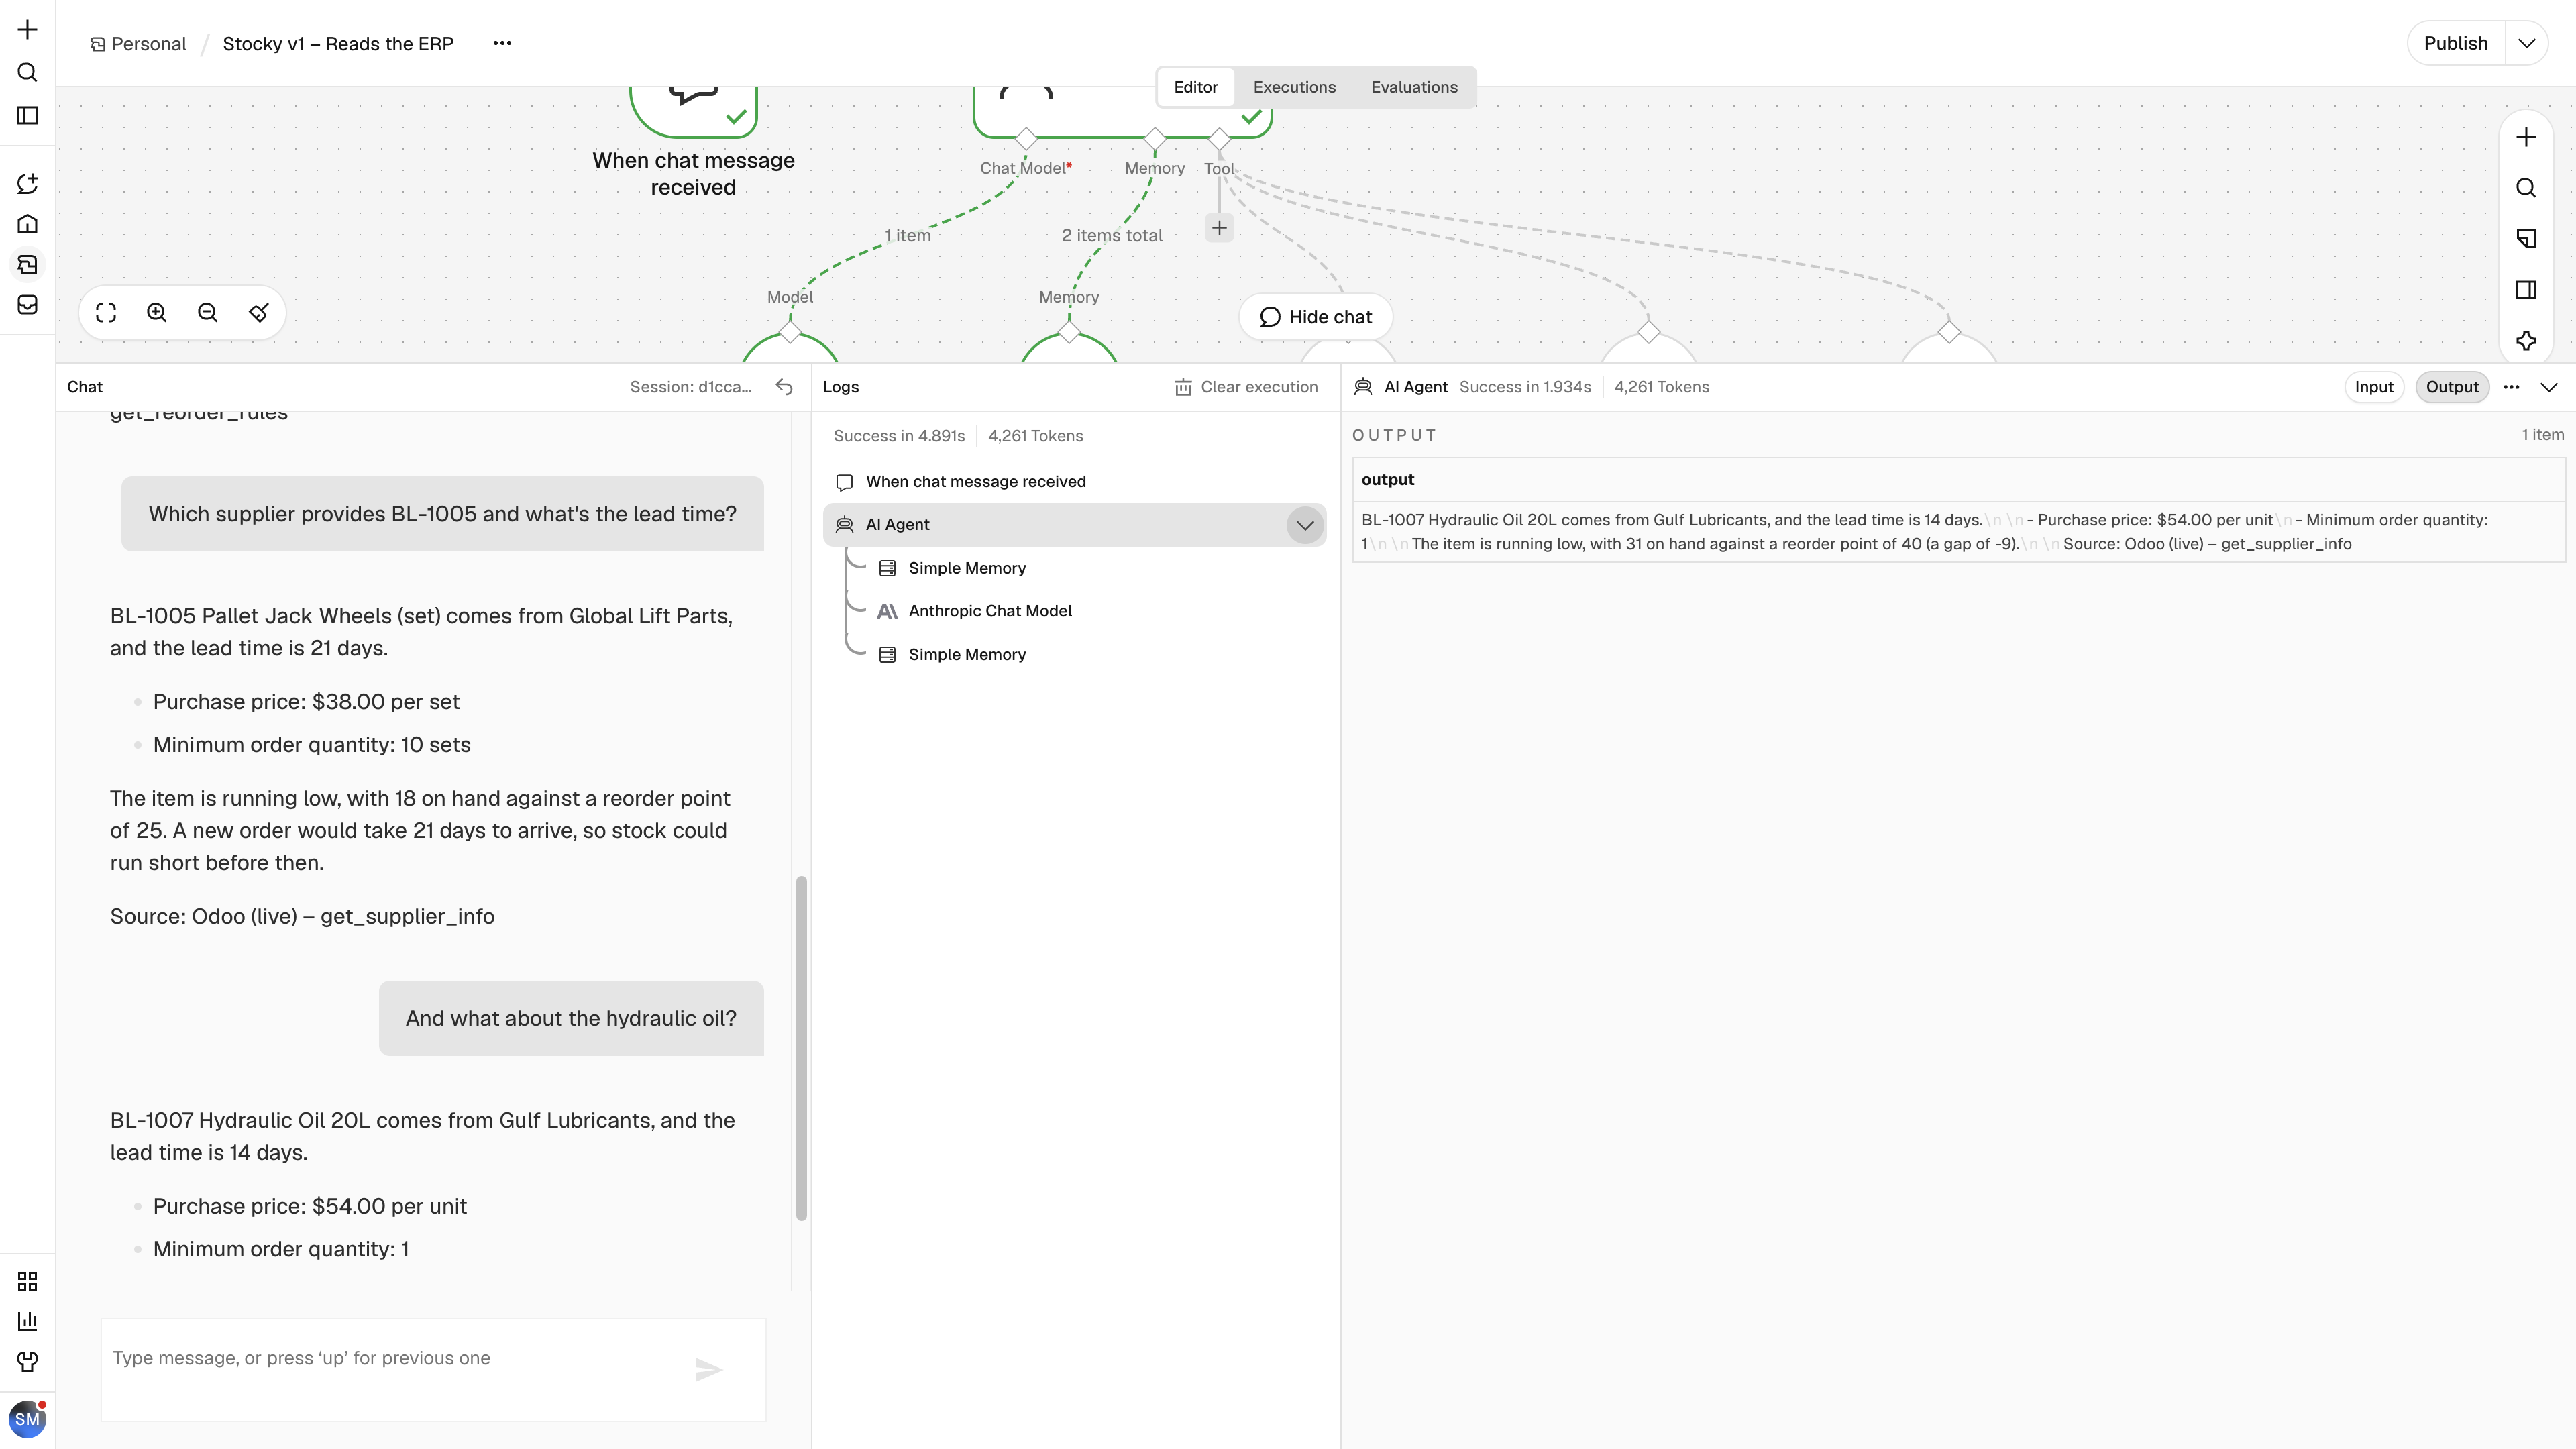 Personal / Stocky v1 – Reads the ERP
Publish
Editor Executions Evaluations
When chat message
received
Chat Model* Memory Tool
1 item 2 items total
Model Memory
Hide chat
Chat Session: d1cca...
get_reorder_rules
Which supplier provides BL-1005 and what's the lead time?
BL-1005 Pallet Jack Wheels (set) comes from Global Lift Parts,
and the lead time is 21 days.
Purchase price: $38.00 per set
Minimum order quantity: 10 sets
The item is running low, with 18 on hand against a reorder point
of 25. A new order would take 21 days to arrive, so stock could
run short before then.
Source: Odoo (live) – get_supplier_info
And what about the hydraulic oil?
BL-1007 Hydraulic Oil 20L comes from Gulf Lubricants, and the
lead time is 14 days.
Purchase price: $54.00 per unit
Minimum order quantity: 1
Type message, or press ‘up’ for previous one
SM
Logs Clear execution
Success in 4.891s 4,261 Tokens
When chat message received
AI Agent
Simple Memory
Anthropic Chat Model
Simple Memory
AI Agent Success in 1.934s 4,261 Tokens
Input Output
OUTPUT 1 item
output
BL-1007 Hydraulic Oil 20L comes from Gulf Lubricants, and the lead time is 14 days.\n \n - Purchase price: $54.00 per unit\n - Minimum order quantity:
1\n \n The item is running low, with 31 on hand against a reorder point of 40 (a gap of -9).\n \n Source: Odoo (live) – get_supplier_info